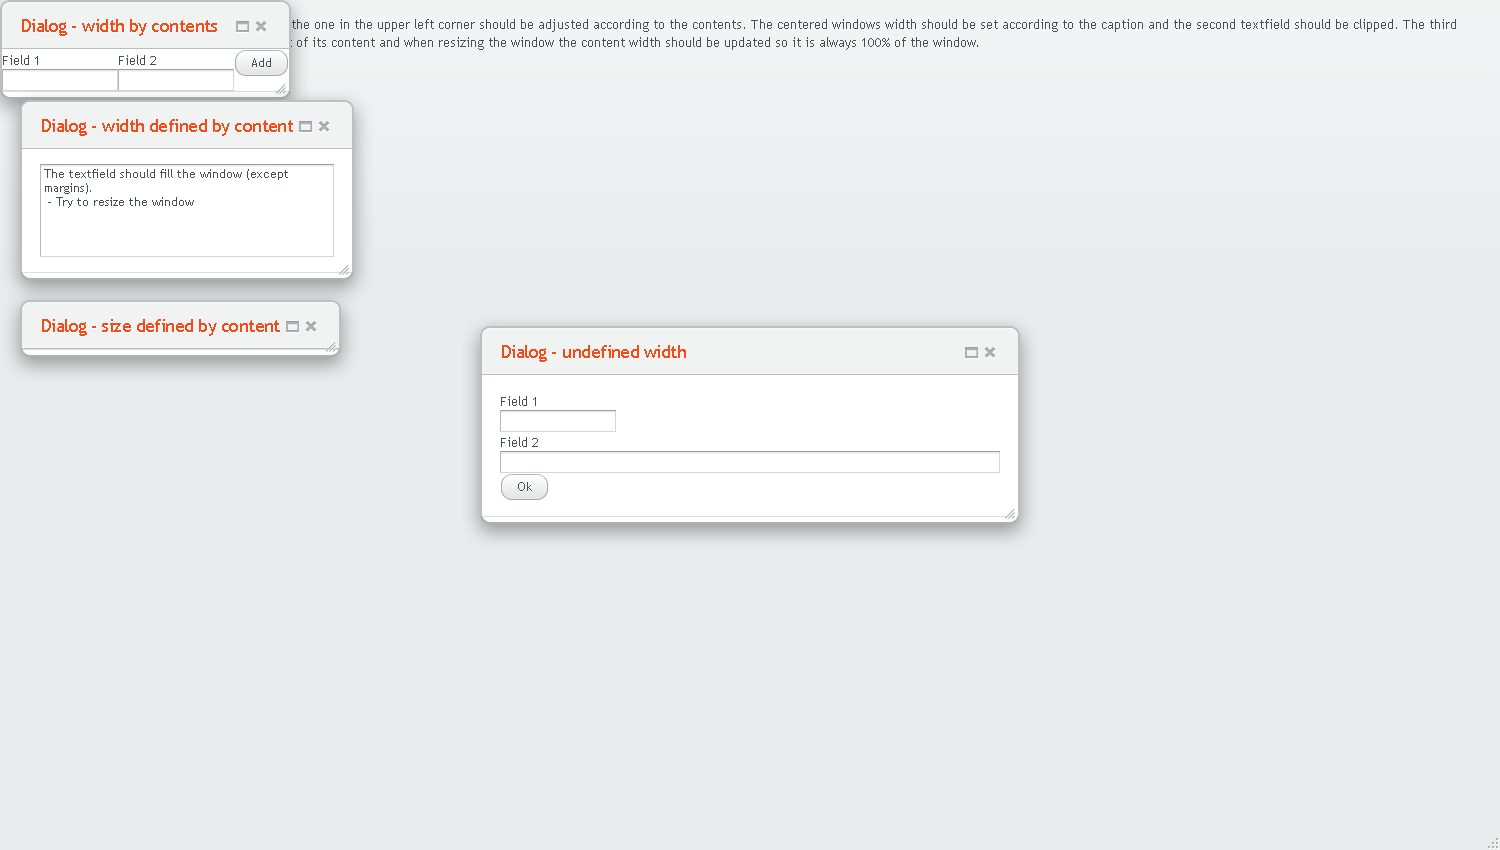 Dialog - width by contents
the one in the upper left corner should be adjusted according to the contents. The centered windows width should be set according to the caption and the second textfield should be clipped. The third
of its content and when resizing the window the content width should be updated so it is always 100% of the window.
Field 1
Field 2
Add
Dialog - width defined by content
The textfield should fill the window (except
margins).
- Try to resize the window
Dialog - size defined by content
Dialog - undefined width
Field 1
Field 2
Ok